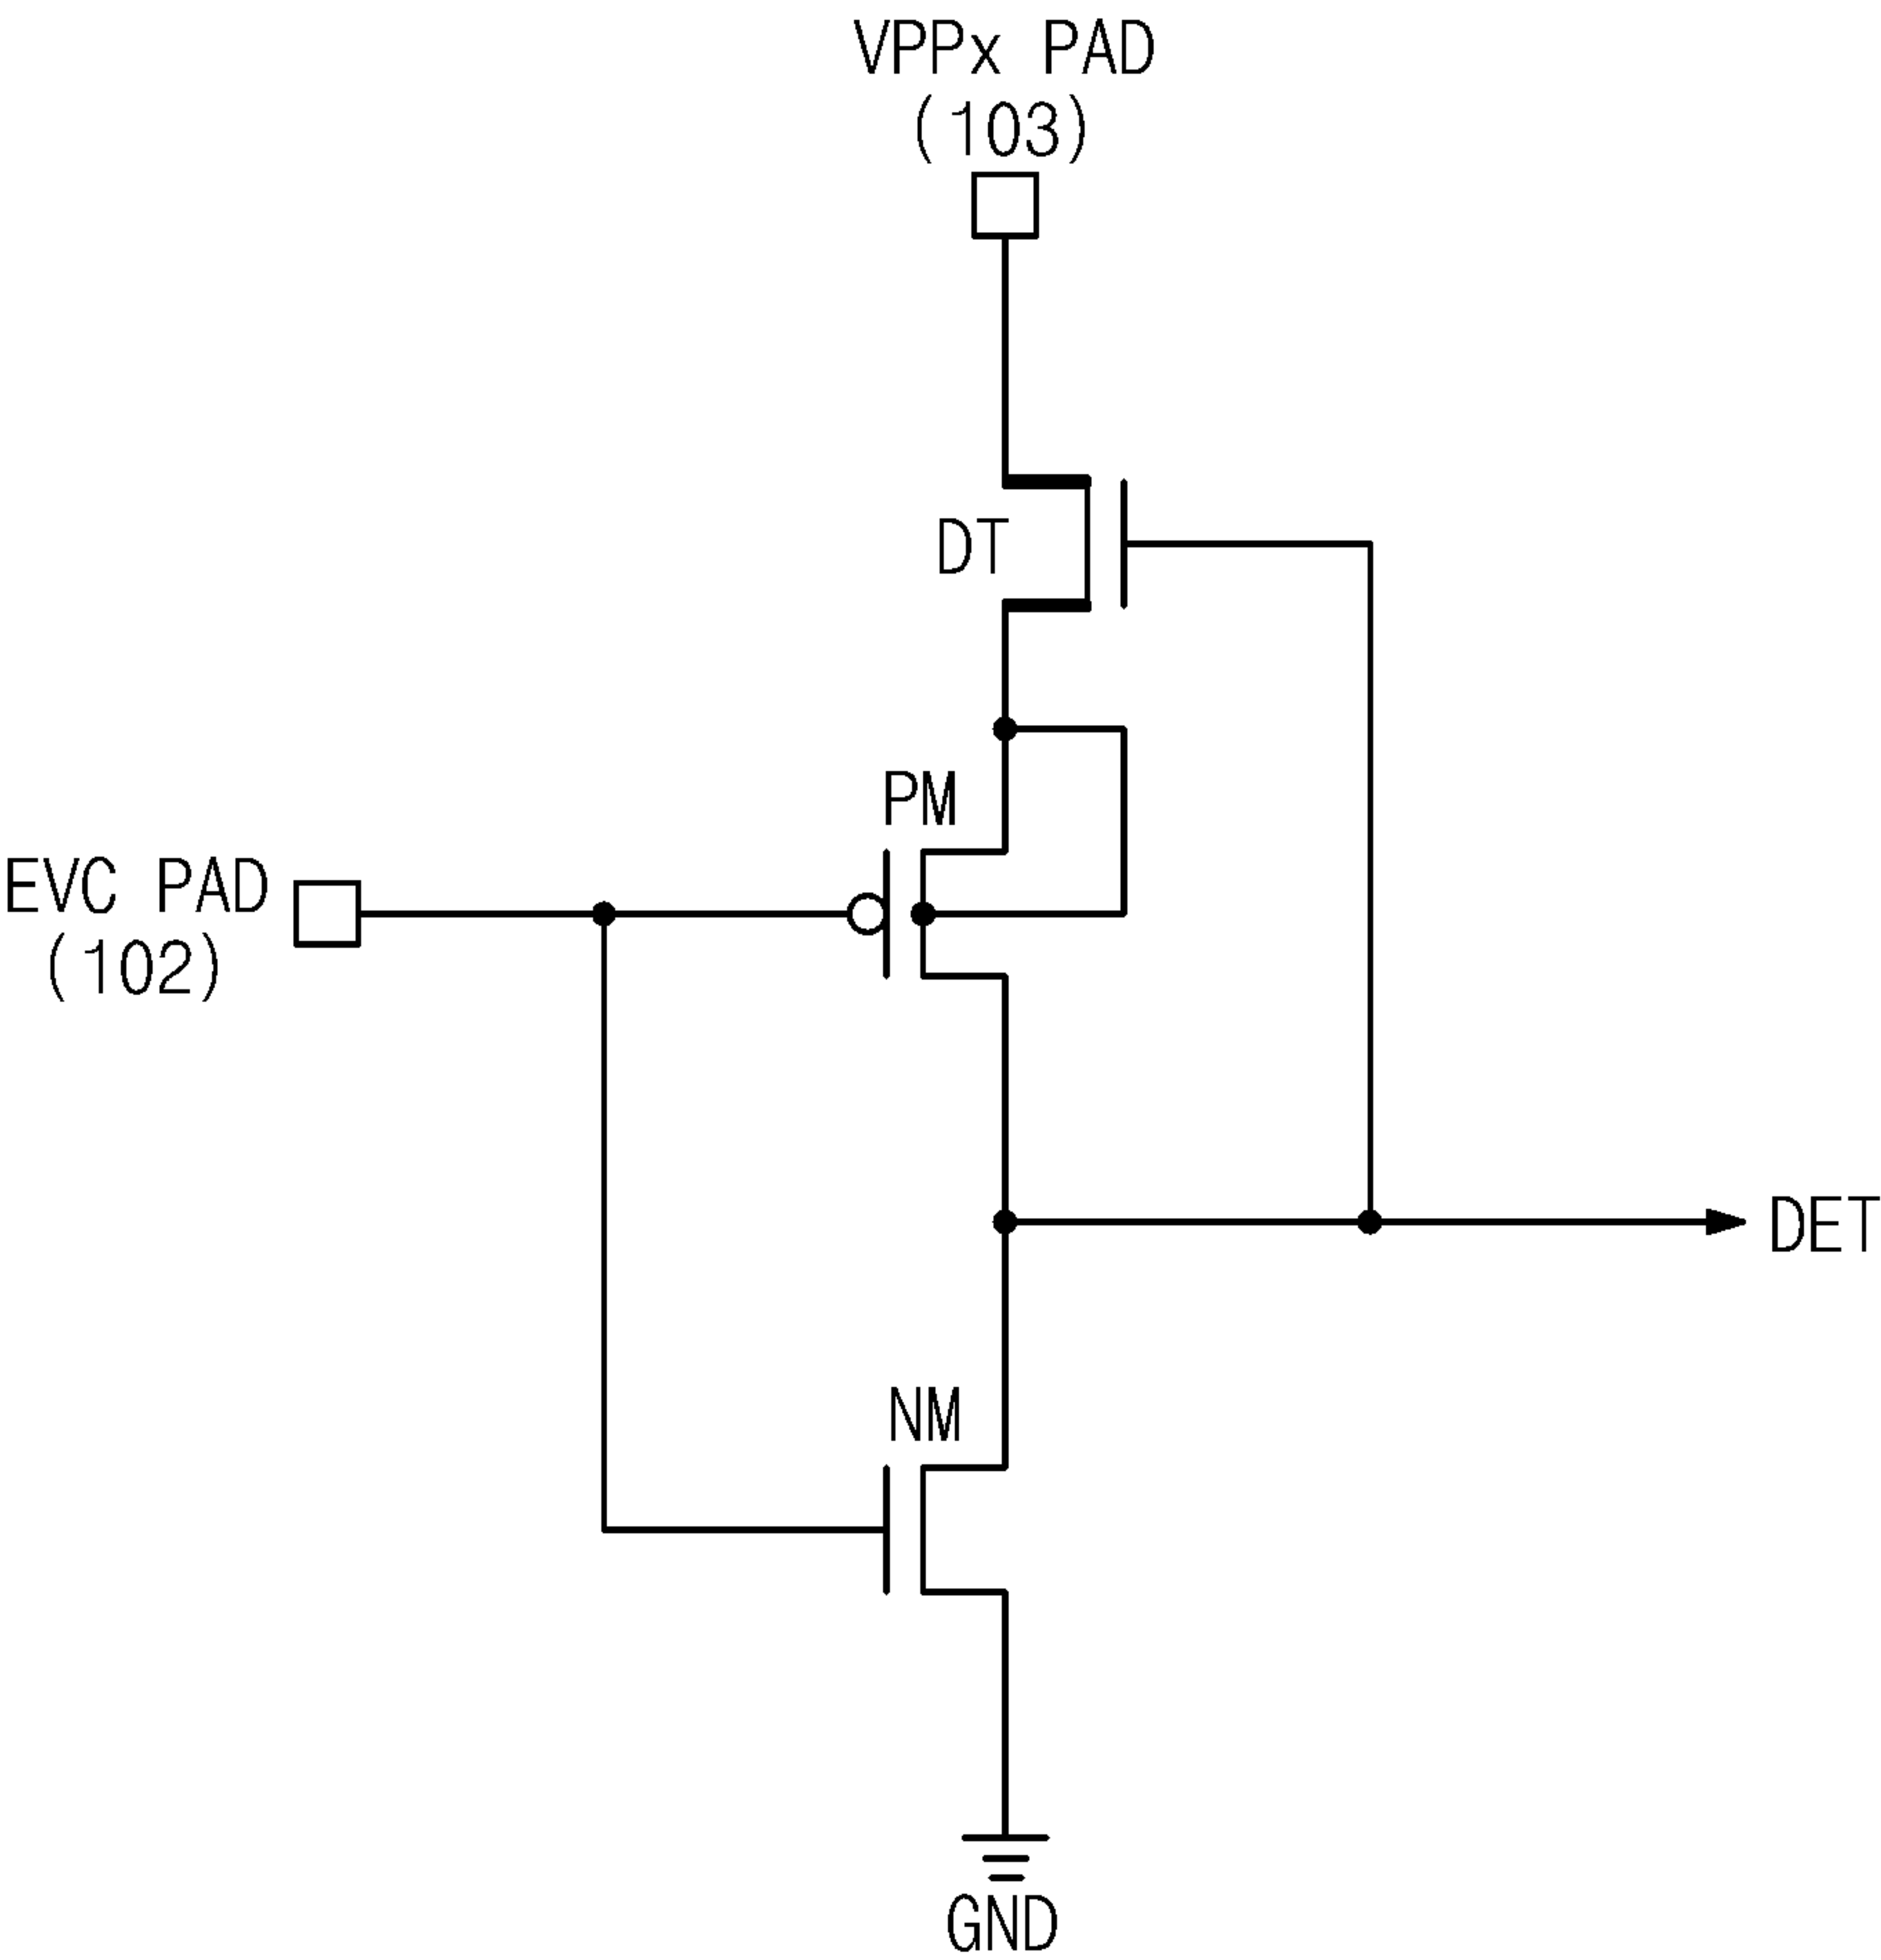 VPPx PAD
(103)
DT
PM
EVC PAD
(102)
DET
NM
GND